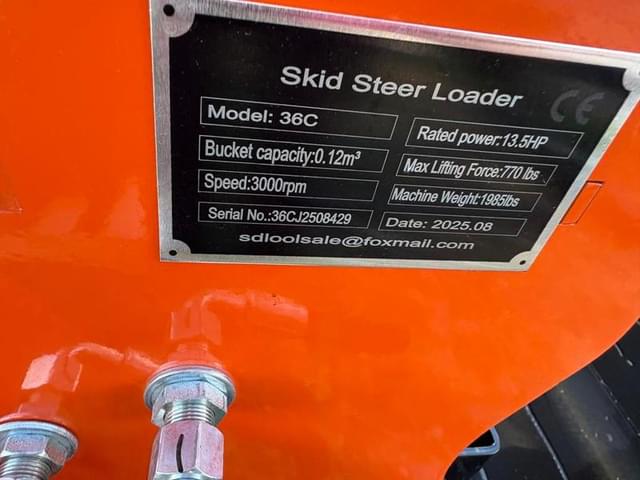 Skid Steer Loader
CE
Model: 36C
Rated power:13.5HP
Bucket capacity:0.12m³
Max Lifting Force:770 lbs
Speed:3000rpm
Machine Weight:1985lbs
Serial No.:36CJ2508429
Date: 2025.08
sdloolsale@foxmail.com